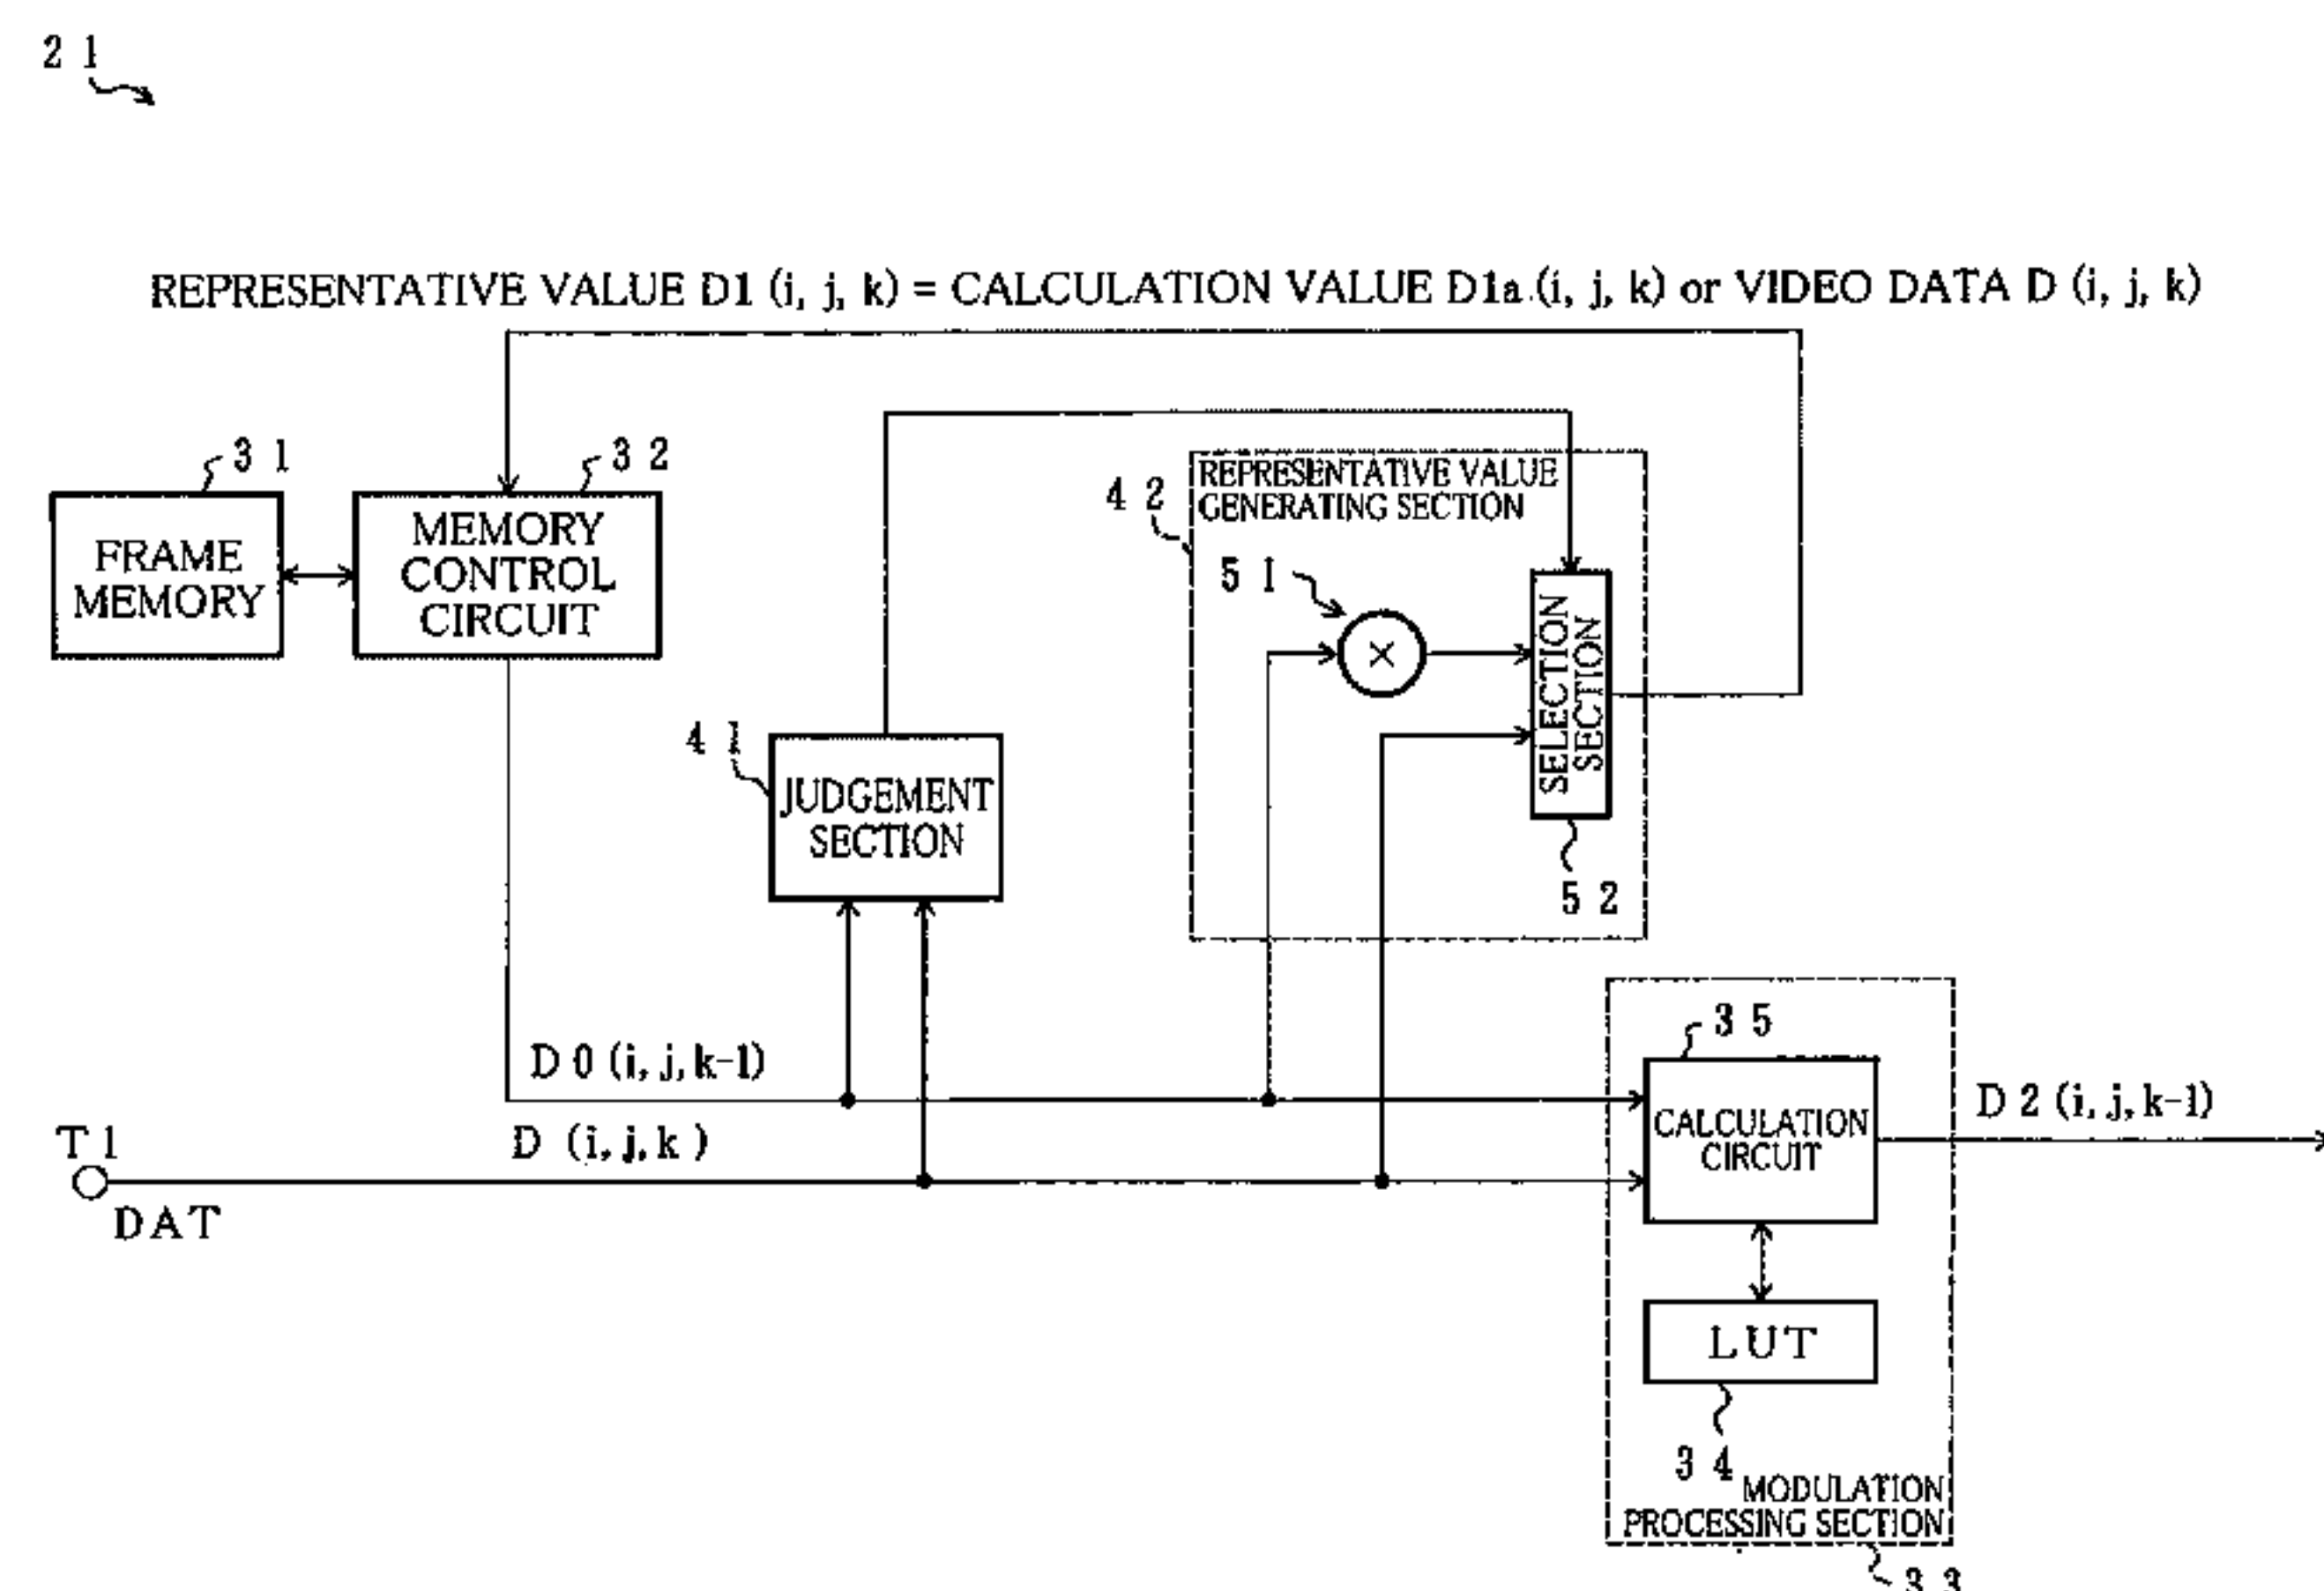 21
REPRESENTATIVE VALUE D1 (i, j, k) = CALCULATION VALUE D1a (i, j, k) or VIDEO DATA D (i, j, k)
31
32
FRAME
MEMORY
MEMORY
CONTROL
CIRCUIT
42
REPRESENTATIVE VALUE
GENERATING SECTION
51
×
SELECTION
SECTION
52
41
JUDGEMENT
SECTION
D0 (i, j, k-1)
D (i, j, k)
T1
DAT
35
CALCULATION
CIRCUIT
D2 (i, j, k-1)
LUT
34
MODULATION
PROCESSING SECTION
33